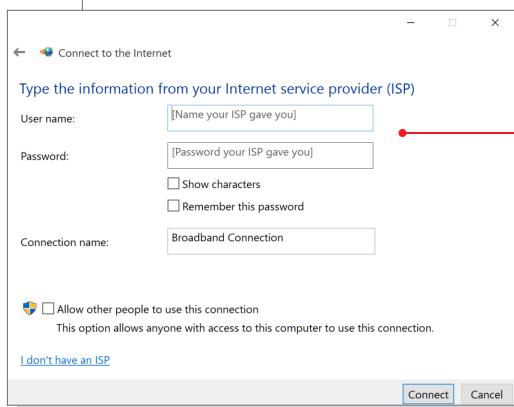 Connect to the Internet
Type the information from your Internet service provider (ISP)
User name:
[Name your ISP gave you]
Password:
[Password your ISP gave you]
Show characters
Remember this password
Connection name:
Broadband Connection
Allow other people to use this connection
This option allows anyone with access to this computer to use this connection.
I don't have an ISP
Connect
Cancel